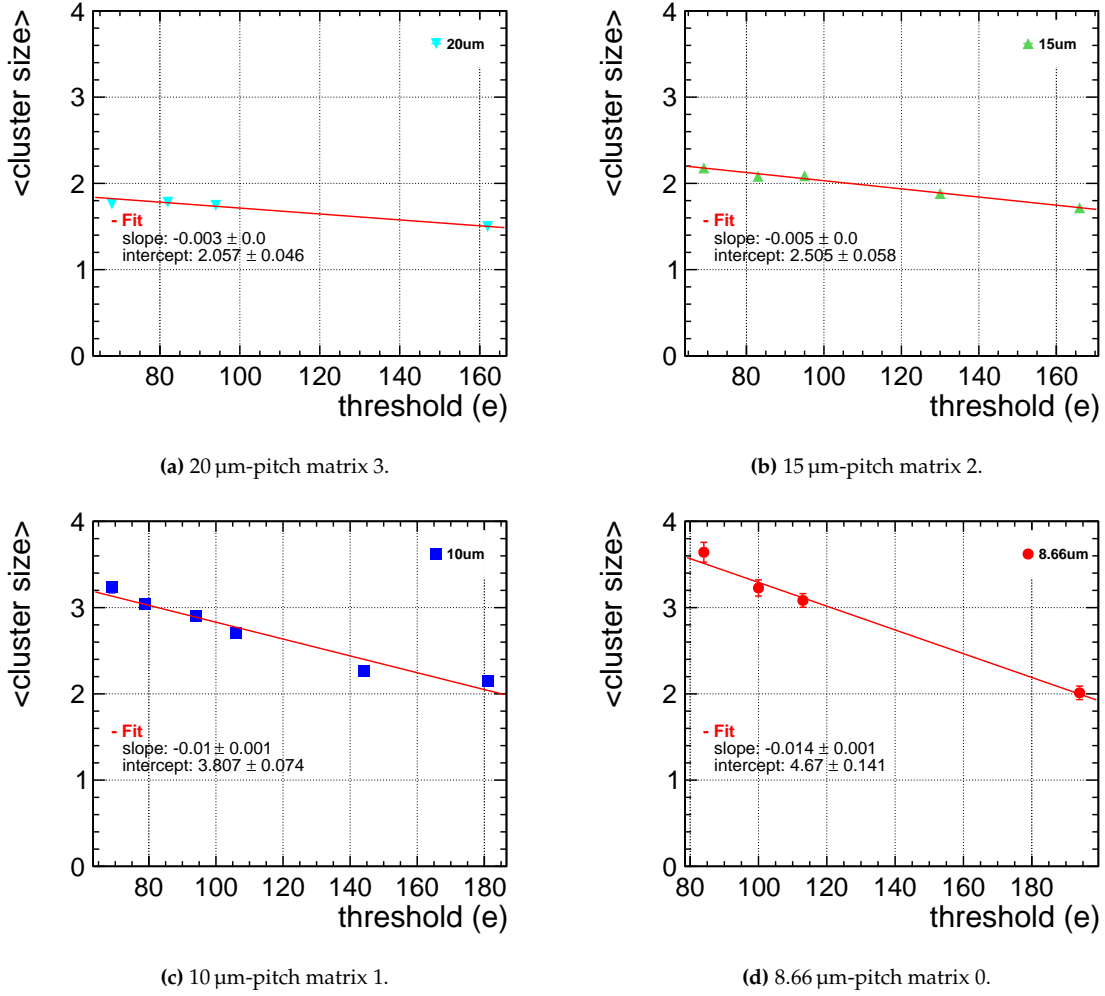 <cluster size>
4
3
2
1
0
20um
- Fit
slope: -0.003 ± 0.0
intercept: 2.057 ± 0.046
80 100 120 140 160
threshold (e)
(a) 20 µm-pitch matrix 3.
<cluster size>
4
3
2
1
0
15um
- Fit
slope: -0.005 ± 0.0
intercept: 2.505 ± 0.058
80 100 120 140 160
threshold (e)
(b) 15 µm-pitch matrix 2.
<cluster size>
4
3
2
1
0
10um
- Fit
slope: -0.01 ± 0.001
intercept: 3.807 ± 0.074
80 100 120 140 160 180
threshold (e)
(c) 10 µm-pitch matrix 1.
<cluster size>
4
3
2
1
0
8.66um
- Fit
slope: -0.014 ± 0.001
intercept: 4.67 ± 0.141
80 100 120 140 160 180
threshold (e)
(d) 8.66 µm-pitch matrix 0.